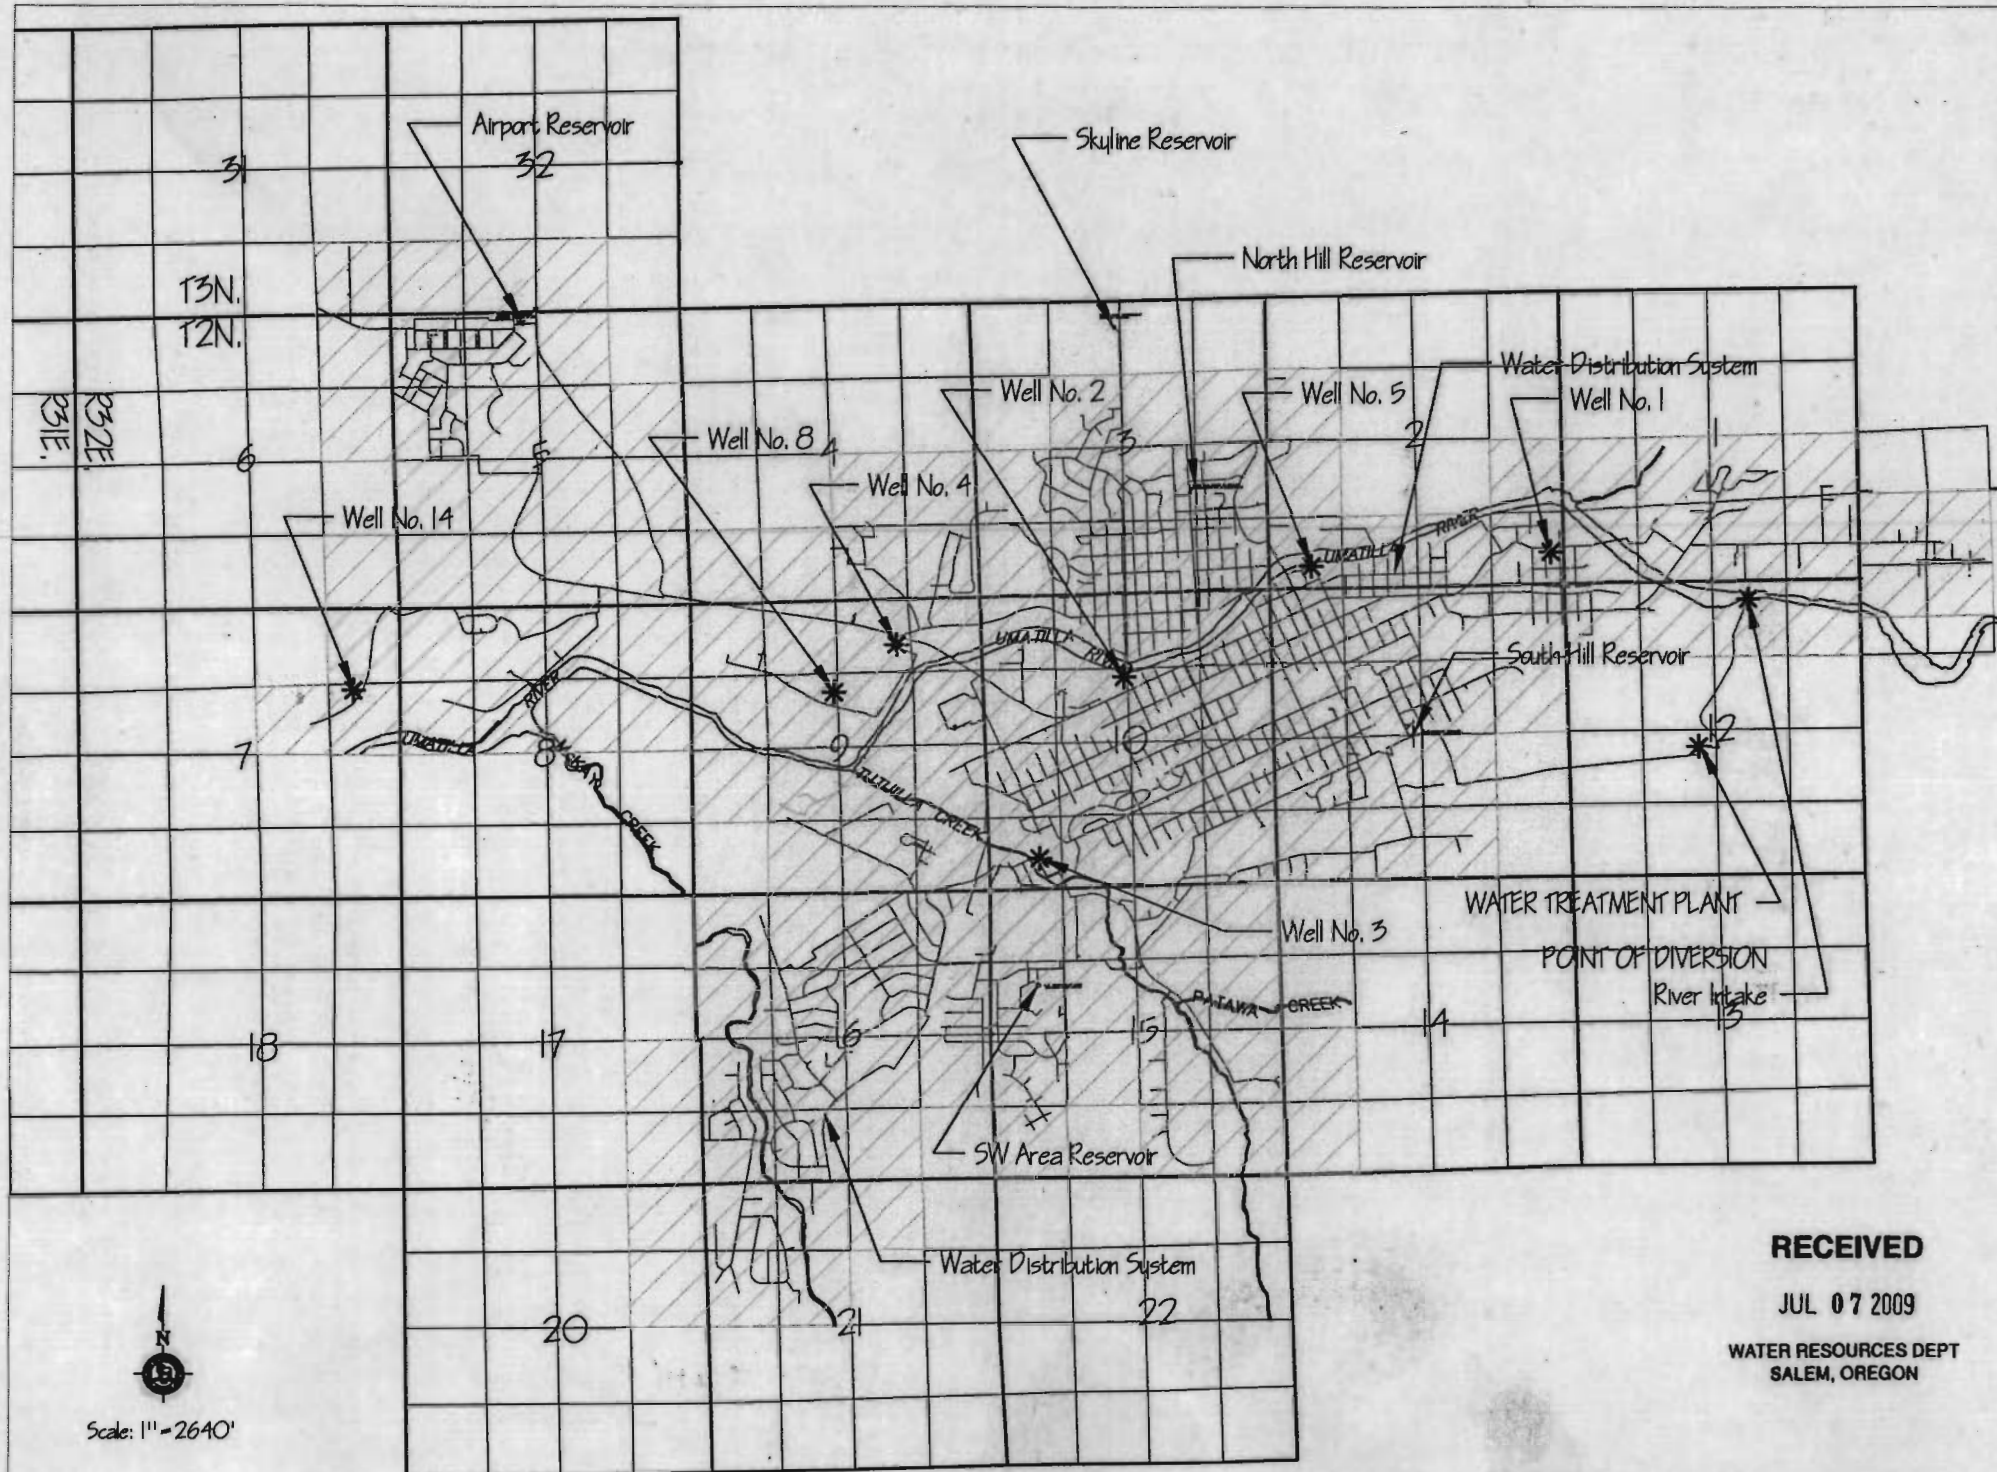 Airport Reservoir
Skyline Reservoir
31
32
North Hill Reservoir
T3N.
T2N.
Water Distribution System
Well No. 2
Well No. 5
Well No. 1
R31E.
R32E.
6
5
Well No. 8
4
3
2
1
Well No. 4
Well No. 14
UMATILLA
RIVER
UMATILLA
RIVER
South Hill Reservoir
RIVER
UMATILLA
7
8
McKAY
CREEK
9
TUTUILLA
CREEK
10
12
WATER TREATMENT PLANT
Well No. 3
POINT OF DIVERSION
River Intake
PATAWA CREEK
18
17
16
15
14
13
SW Area Reservoir
Water Distribution System
20
21
22
N
Scale: 1"=2640'
RECEIVED
JUL 07 2009
WATER RESOURCES DEPT
SALEM, OREGON